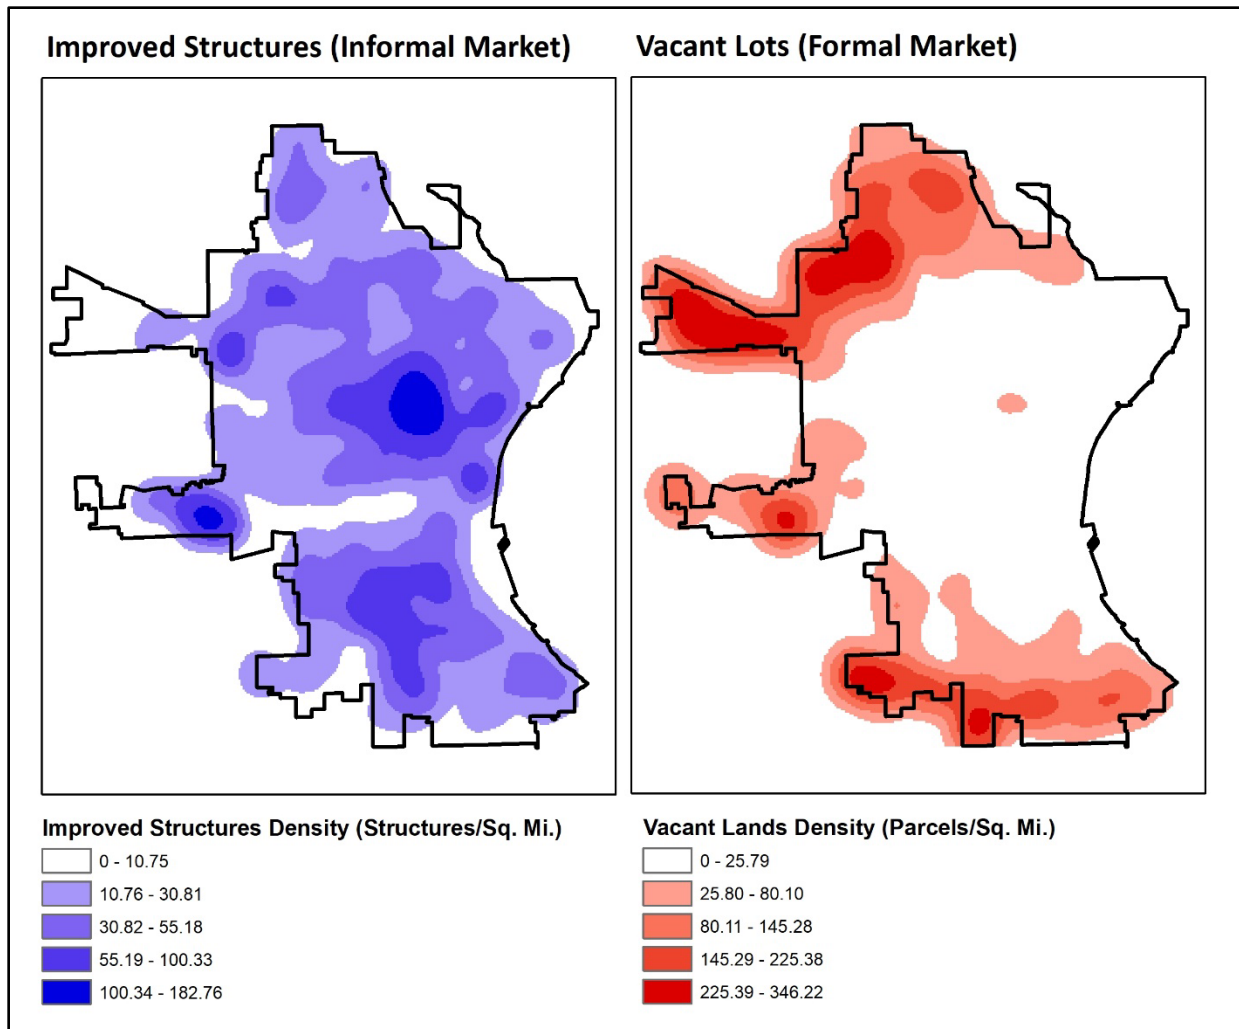 Improved Structures (Informal Market)
Vacant Lots (Formal Market)
Improved Structures Density (Structures/Sq. Mi.)
0 - 10.75
10.76 - 30.81
30.82 - 55.18
55.19 - 100.33
100.34 - 182.76
Vacant Lands Density (Parcels/Sq. Mi.)
0 - 25.79
25.80 - 80.10
80.11 - 145.28
145.29 - 225.38
225.39 - 346.22